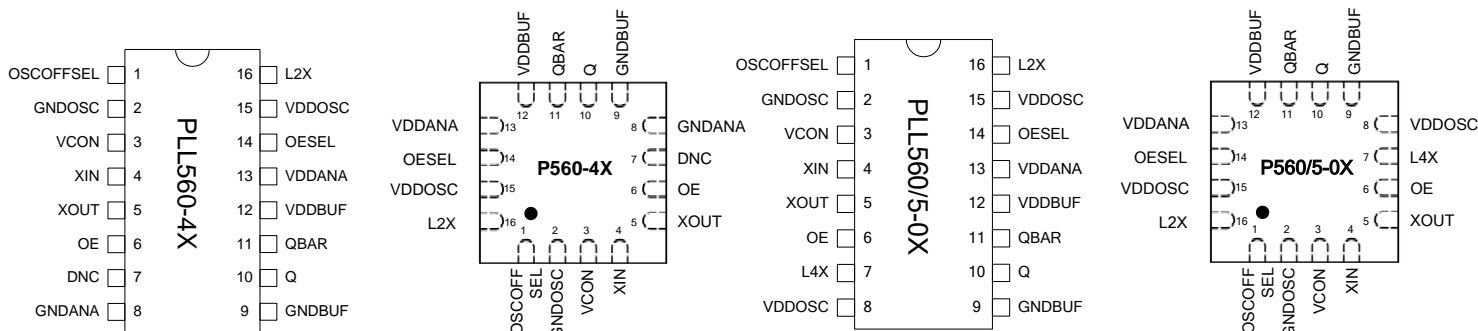 OSCOFFSEL
GNDOSC
VCON
XIN
XOUT
OE
DNC
GNDANA
1
2
3
4
5
6
7
8
PLL560-4X
16
15
14
13
12
11
10
9
L2X
VDDOSC
OESEL
VDDANA
VDDBUF
QBAR
Q
GNDBUF
VDDBUF
QBAR
Q
GNDBUF
12
11
10
9
VDDANA
OESEL
VDDOSC
L2X
13
14
15
16
P560-4X
8
7
6
5
GNDANA
DNC
OE
XOUT
1
2
3
4
OSCOFF
SEL
GNDOSC
VCON
XIN
OSCOFFSEL
GNDOSC
VCON
XIN
XOUT
OE
L4X
VDDOSC
1
2
3
4
5
6
7
8
PLL560/5-0X
16
15
14
13
12
11
10
9
L2X
VDDOSC
OESEL
VDDANA
VDDBUF
QBAR
Q
GNDBUF
VDDBUF
QBAR
Q
GNDBUF
12
11
10
9
VDDANA
OESEL
VDDOSC
L2X
13
14
15
16
P560/5-0X
8
7
6
5
VDDOSC
L4X
OE
XOUT
1
2
3
4
OSCOFF
SEL
GNDOSC
VCON
XIN